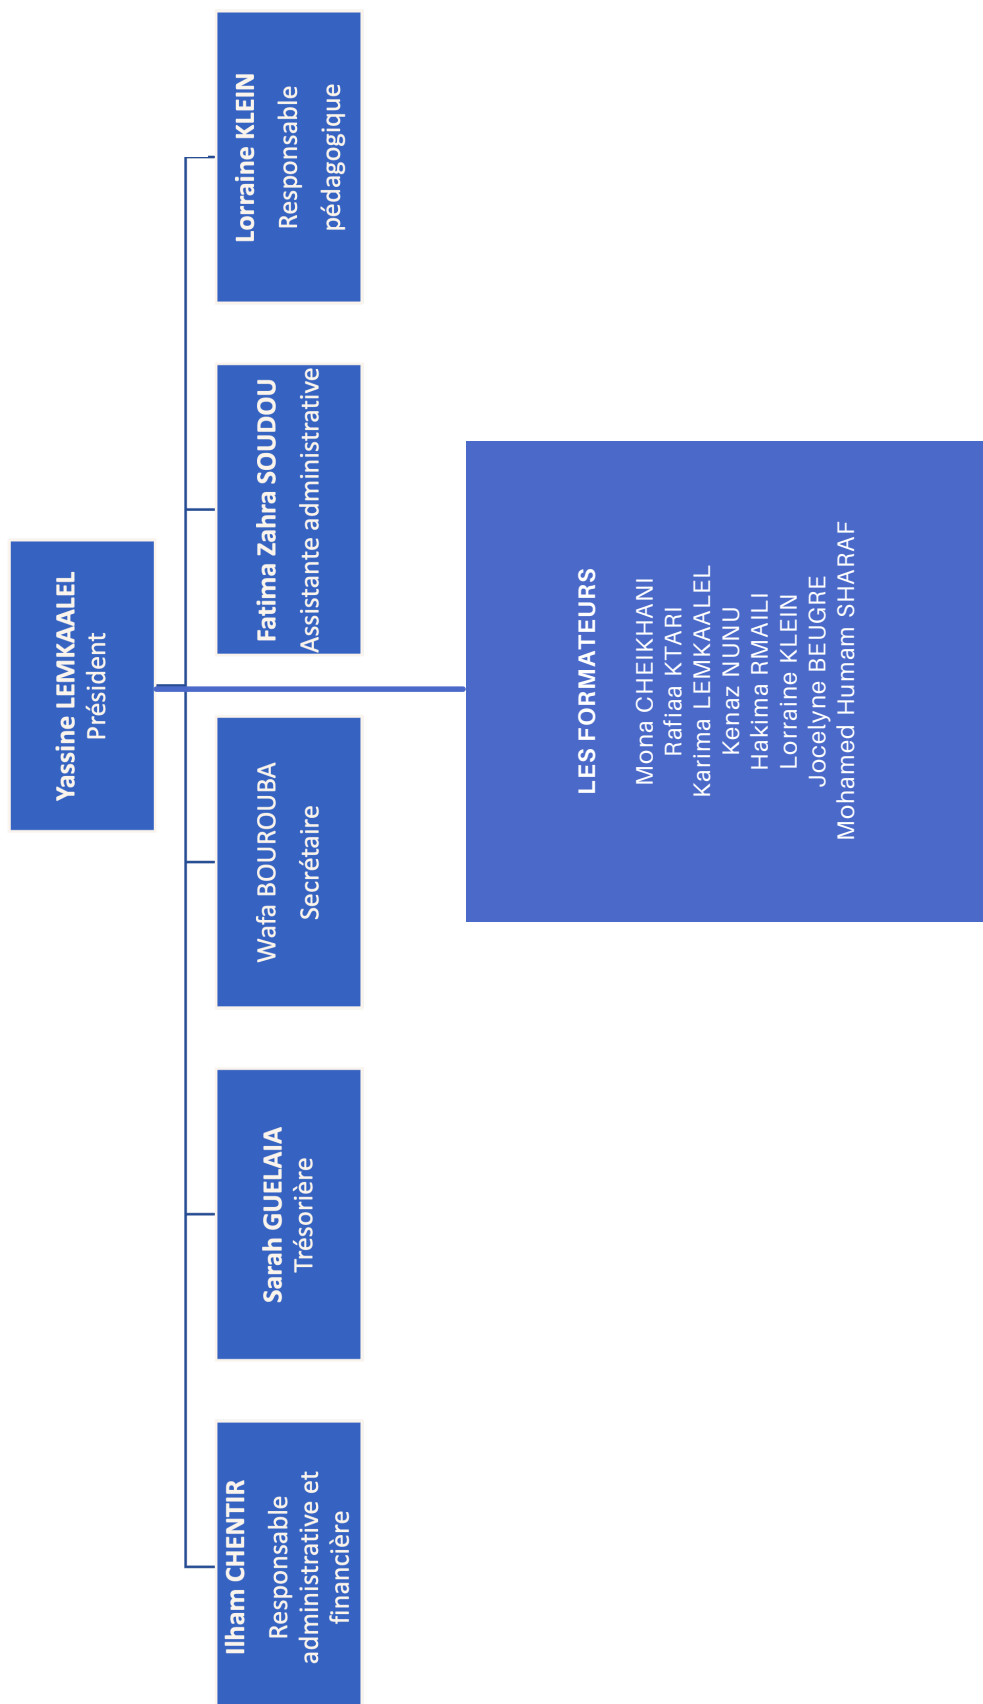 Yassine LEMKAALEL
Président
Ilham CHENTIR
Responsable
administrative et
financière
Sarah GUELAIA
Trésorière
Wafa BOUROUBA
Secrétaire
Fatima Zahra SOUDOU
Assistante administrative
Lorraine KLEIN
Responsable
pédagogique
LES FORMATEURS
Mona CHEIKHANI
Rafiaa KTARI
Karima LEMKAALEL
Kenaz NUNU
Hakima RMAILI
Lorraine KLEIN
Jocelyne BEUGRE
Mohamed Humam SHARAF